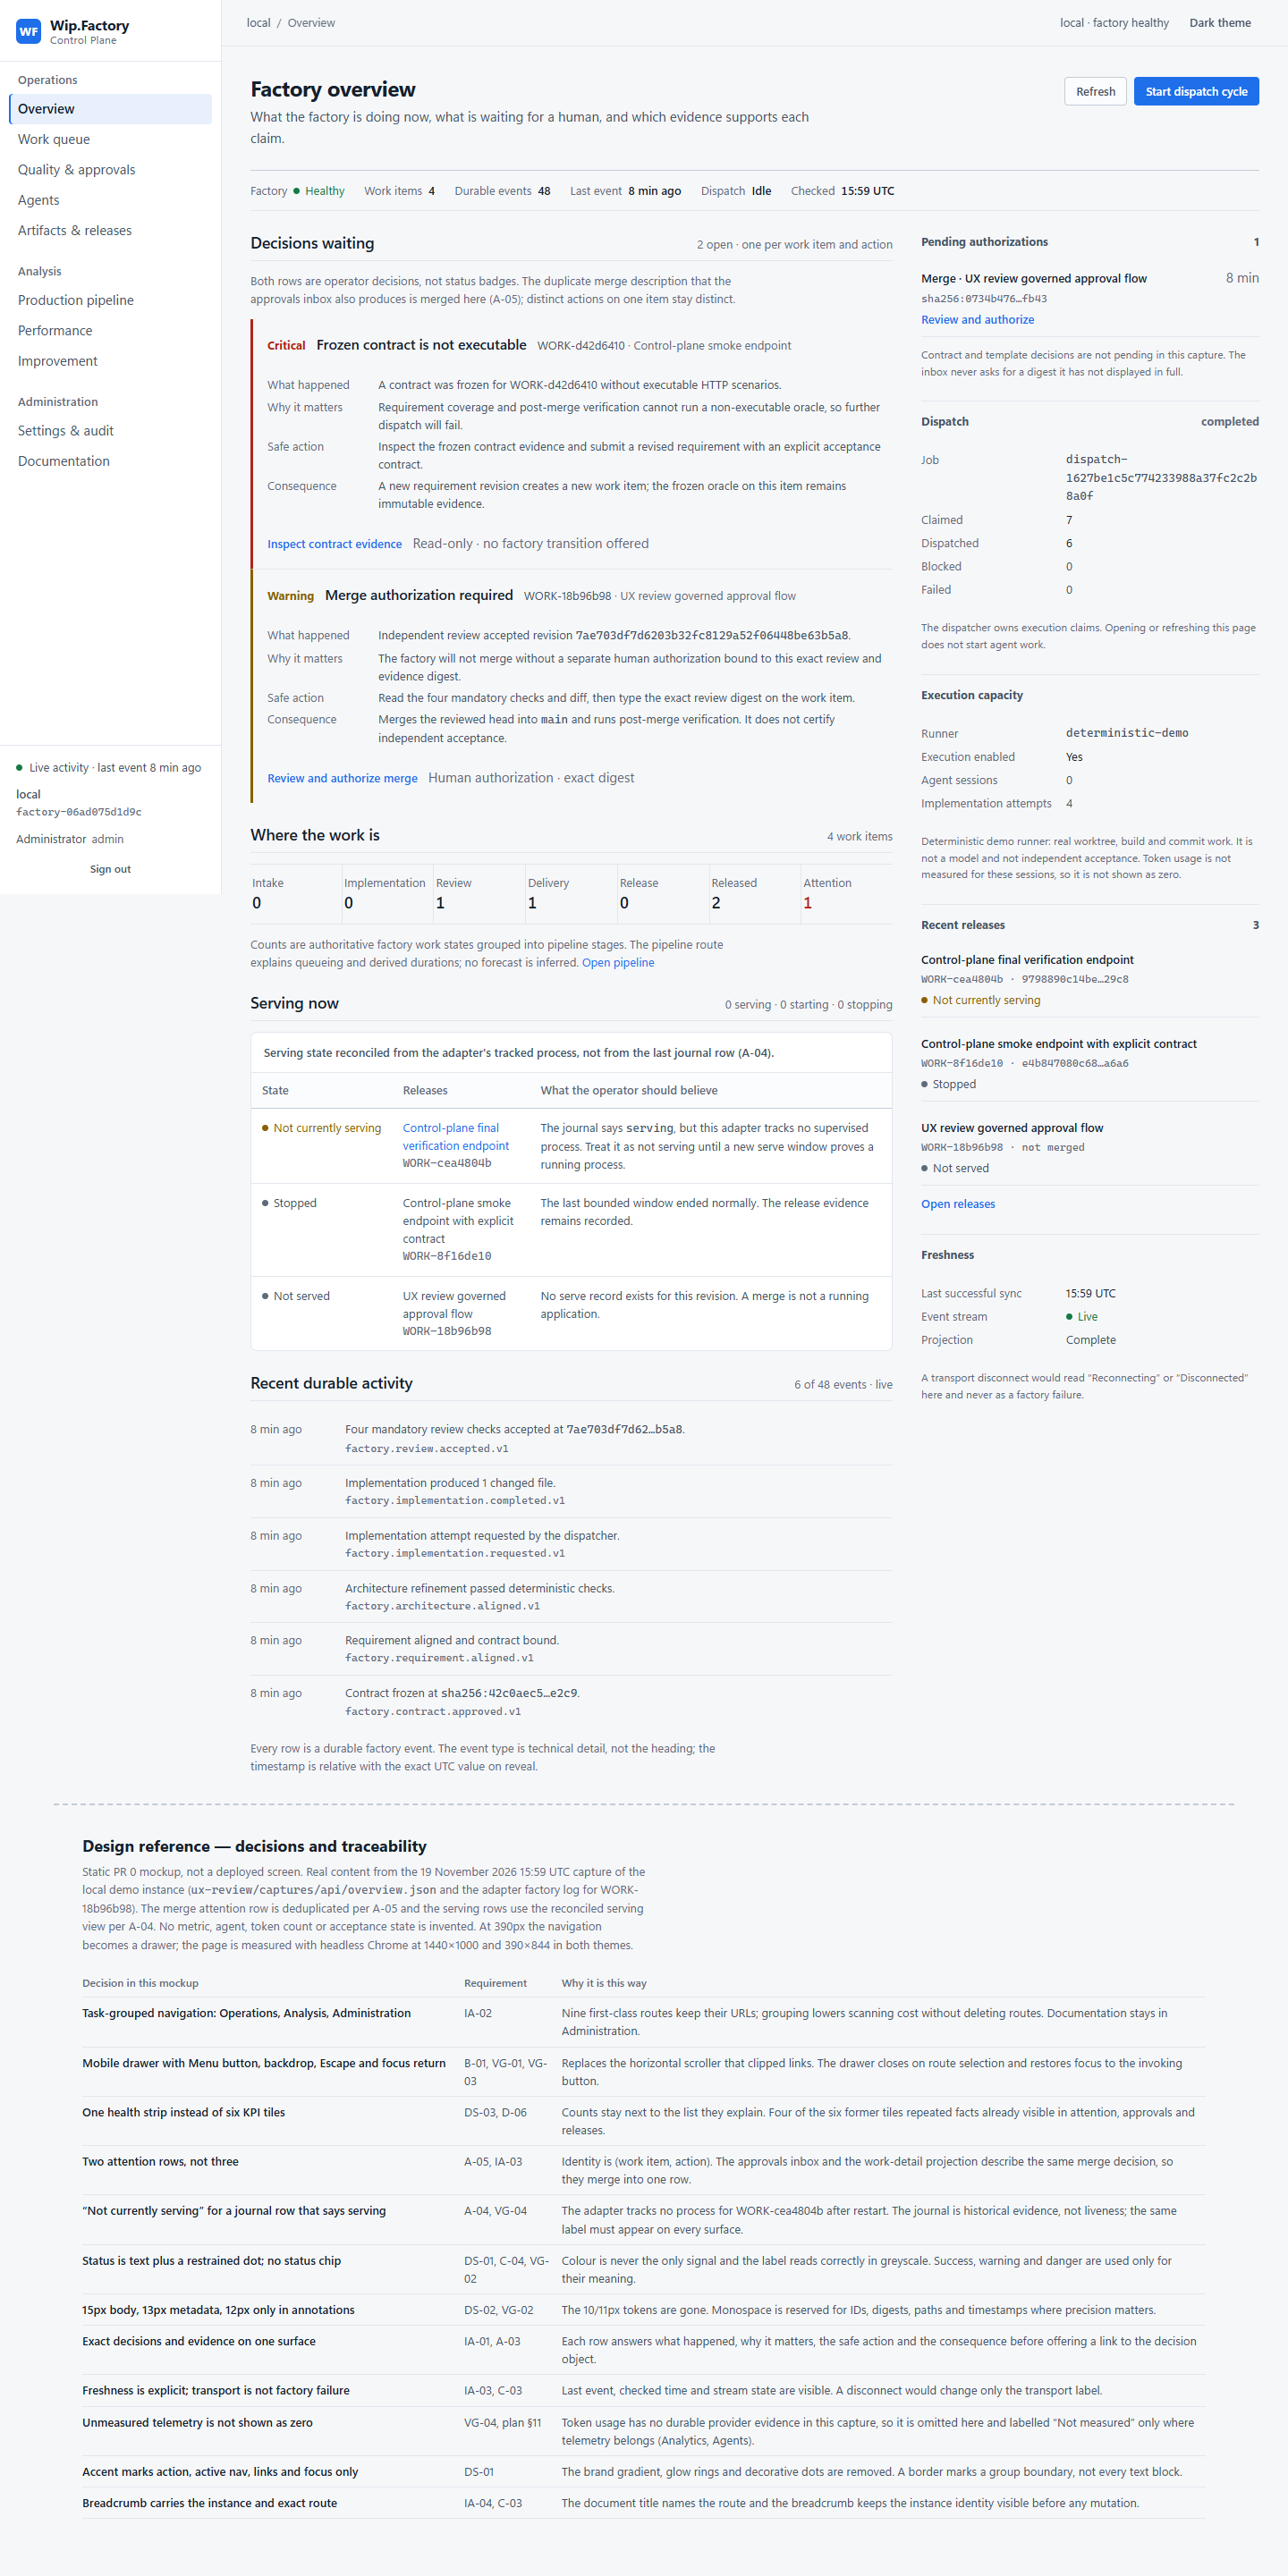 WF
Wip.Factory
Control Plane
Operations
Overview
Work queue
Quality & approvals
Agents
Artifacts & releases
Analysis
Production pipeline
Performance
Improvement
Administration
Settings & audit
Documentation
Live activity · last event 8 min ago
local
factory-06ad075d1d9c
Administrator admin
Sign out
local / Overview
local · factory healthy
Dark theme
Factory overview
What the factory is doing now, what is waiting for a human, and which evidence supports each
claim.
Refresh
Start dispatch cycle
Factory Healthy Work items 4 Durable events 48 Last event 8 min ago Dispatch Idle Checked 15:59 UTC
Decisions waiting
2 open · one per work item and action
Both rows are operator decisions, not status badges. The duplicate merge description that the
approvals inbox also produces is merged here (A-05); distinct actions on one item stay distinct.
Critical Frozen contract is not executable WORK-d42d6410 · Control-plane smoke endpoint
What happened A contract was frozen for WORK-d42d6410 without executable HTTP scenarios.
Why it matters Requirement coverage and post-merge verification cannot run a non-executable oracle, so further
dispatch will fail.
Safe action Inspect the frozen contract evidence and submit a revised requirement with an explicit acceptance
contract.
Consequence A new requirement revision creates a new work item; the frozen oracle on this item remains
immutable evidence.
Inspect contract evidence Read-only · no factory transition offered
Warning Merge authorization required WORK-18b96b98 · UX review governed approval flow
What happened Independent review accepted revision 7ae703df7d6203b32fc8129a52f06448be63b5a8.
Why it matters The factory will not merge without a separate human authorization bound to this exact review and
evidence digest.
Safe action Read the four mandatory checks and diff, then type the exact review digest on the work item.
Consequence Merges the reviewed head into main and runs post-merge verification. It does not certify
independent acceptance.
Review and authorize merge Human authorization · exact digest
Where the work is
4 work items
Intake Implementation Review Delivery Release Released Attention
0 0 1 1 0 2 1
Counts are authoritative factory work states grouped into pipeline stages. The pipeline route
explains queueing and derived durations; no forecast is inferred. Open pipeline
Serving now
0 serving · 0 starting · 0 stopping
Serving state reconciled from the adapter's tracked process, not from the last journal row (A-04).
State Releases What the operator should believe
Not currently serving
Control-plane final
verification endpoint
WORK-cea4804b
The journal says serving, but this adapter tracks no supervised
process. Treat it as not serving until a new serve window proves a
running process.
Stopped
Control-plane smoke
endpoint with explicit
contract
WORK-8f16de10
The last bounded window ended normally. The release evidence
remains recorded.
Not served
UX review governed
approval flow
WORK-18b96b98
No serve record exists for this revision. A merge is not a running
application.
Recent durable activity
6 of 48 events · live
8 min ago Four mandatory review checks accepted at 7ae703df7d62…b5a8.
factory.review.accepted.v1
8 min ago Implementation produced 1 changed file.
factory.implementation.completed.v1
8 min ago Implementation attempt requested by the dispatcher.
factory.implementation.requested.v1
8 min ago Architecture refinement passed deterministic checks.
factory.architecture.aligned.v1
8 min ago Requirement aligned and contract bound.
factory.requirement.aligned.v1
8 min ago Contract frozen at sha256:42c0aec5…e2c9.
factory.contract.approved.v1
Every row is a durable factory event. The event type is technical detail, not the heading; the
timestamp is relative with the exact UTC value on reveal.
Pending authorizations 1
Merge · UX review governed approval flow 8 min
sha256:0734b476…fb43
Review and authorize
Contract and template decisions are not pending in this capture. The
inbox never asks for a digest it has not displayed in full.
Dispatch completed
Job dispatch-
1627be1c5c774233988a37fc2c2b
8a0f
Claimed 7
Dispatched 6
Blocked 0
Failed 0
The dispatcher owns execution claims. Opening or refreshing this page
does not start agent work.
Execution capacity
Runner deterministic-demo
Execution enabled Yes
Agent sessions 0
Implementation attempts 4
Deterministic demo runner: real worktree, build and commit work. It is
not a model and not independent acceptance. Token usage is not
measured for these sessions, so it is not shown as zero.
Recent releases 3
Control-plane final verification endpoint
WORK-cea4804b · 9798890c14be…29c8
Not currently serving
Control-plane smoke endpoint with explicit contract
WORK-8f16de10 · e4b847080c68…a6a6
Stopped
UX review governed approval flow
WORK-18b96b98 · not merged
Not served
Open releases
Freshness
Last successful sync 15:59 UTC
Event stream Live
Projection Complete
A transport disconnect would read "Reconnecting" or "Disconnected"
here and never as a factory failure.
Design reference — decisions and traceability
Static PR 0 mockup, not a deployed screen. Real content from the 19 November 2026 15:59 UTC capture of the
local demo instance (ux-review/captures/api/overview.json and the adapter factory log for WORK-
18b96b98). The merge attention row is deduplicated per A-05 and the serving rows use the reconciled serving
view per A-04. No metric, agent, token count or acceptance state is invented. At 390px the navigation
becomes a drawer; the page is measured with headless Chrome at 1440×1000 and 390×844 in both themes.
Decision in this mockup Requirement Why it is this way
Task-grouped navigation: Operations, Analysis, Administration IA-02 Nine first-class routes keep their URLs; grouping lowers scanning cost without deleting routes. Documentation stays in
Administration.
Mobile drawer with Menu button, backdrop, Escape and focus return B-01, VG-01, VG-
03
Replaces the horizontal scroller that clipped links. The drawer closes on route selection and restores focus to the invoking
button.
One health strip instead of six KPI tiles DS-03, D-06 Counts stay next to the list they explain. Four of the six former tiles repeated facts already visible in attention, approvals and
releases.
Two attention rows, not three A-05, IA-03 Identity is (work item, action). The approvals inbox and the work-detail projection describe the same merge decision, so
they merge into one row.
"Not currently serving" for a journal row that says serving A-04, VG-04 The adapter tracks no process for WORK-cea4804b after restart. The journal is historical evidence, not liveness; the same
label must appear on every surface.
Status is text plus a restrained dot; no status chip DS-01, C-04, VG-
02
Colour is never the only signal and the label reads correctly in greyscale. Success, warning and danger are used only for
their meaning.
15px body, 13px metadata, 12px only in annotations DS-02, VG-02 The 10/11px tokens are gone. Monospace is reserved for IDs, digests, paths and timestamps where precision matters.
Exact decisions and evidence on one surface IA-01, A-03 Each row answers what happened, why it matters, the safe action and the consequence before offering a link to the decision
object.
Freshness is explicit; transport is not factory failure IA-03, C-03 Last event, checked time and stream state are visible. A disconnect would change only the transport label.
Unmeasured telemetry is not shown as zero VG-04, plan §11 Token usage has no durable provider evidence in this capture, so it is omitted here and labelled "Not measured" only where
telemetry belongs (Analytics, Agents).
Accent marks action, active nav, links and focus only DS-01 The brand gradient, glow rings and decorative dots are removed. A border marks a group boundary, not every text block.
Breadcrumb carries the instance and exact route IA-04, C-03 The document title names the route and the breadcrumb keeps the instance identity visible before any mutation.